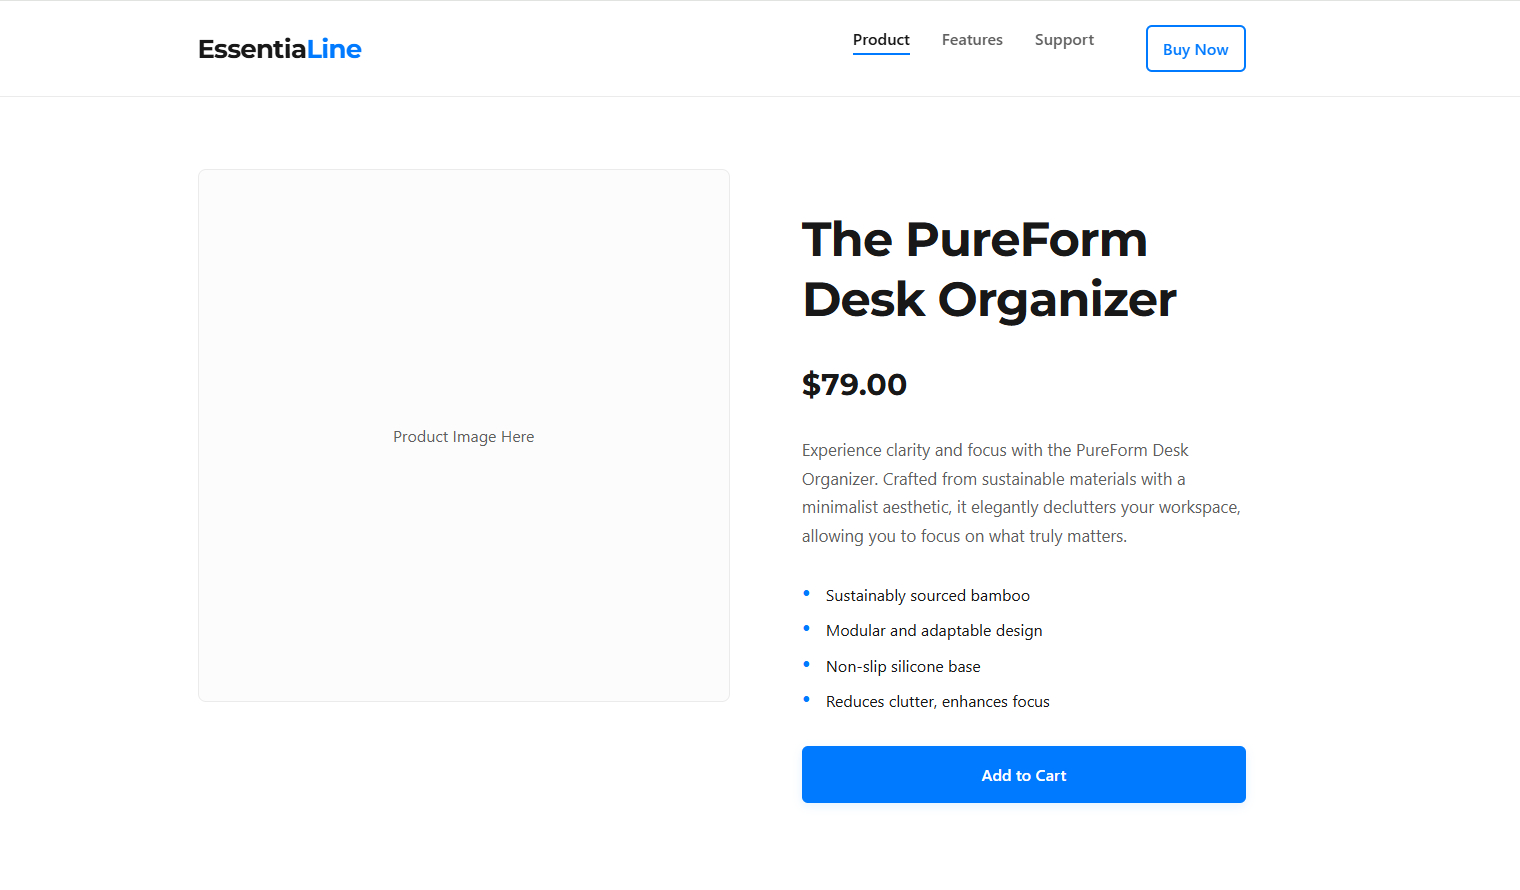 EssentiaLine
Product Features Support Buy Now
Product Image Here
The PureForm
Desk Organizer
$79.00
Experience clarity and focus with the PureForm Desk
Organizer. Crafted from sustainable materials with a
minimalist aesthetic, it elegantly declutters your workspace,
allowing you to focus on what truly matters.
• Sustainably sourced bamboo
• Modular and adaptable design
• Non-slip silicone base
• Reduces clutter, enhances focus
Add to Cart